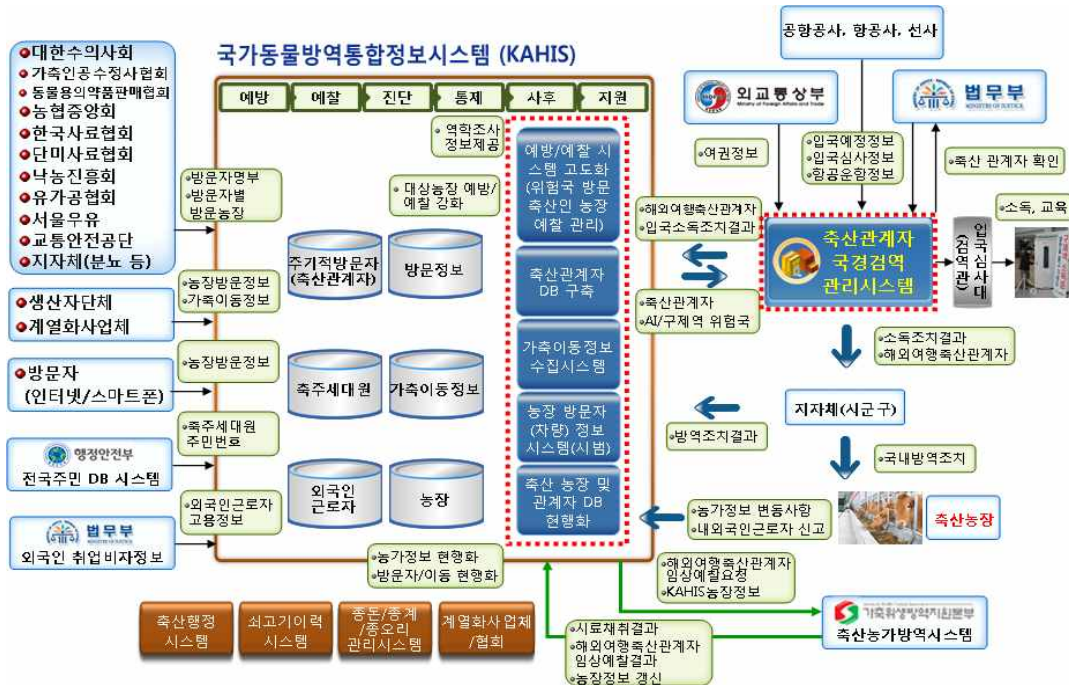 공항공사, 항공사, 선사
국가동물방역통합정보시스템 (KAHIS)
대한수의사회
가축인공수정사협회
동물용의약품판매협회
농협중앙회
한국사료협회
단미사료협회
낙농진흥회
유가공협회
서울우유
교통안전공단
지자체(분뇨 등)
생산자단체
계열화사업체
방문자
(인터넷/스마트폰)
행정안전부
전국주민 DB 시스템
법무부
MINISTRY OF JUSTICE
외국인 취업비자정보
방문자명부
방문자별
방문농장
농장방문정보
가축이동정보
농장방문정보
축주세대원
주민번호
외국인근로자
고용정보
예방
예찰
진단
통제
사후
지원
역학조사
정보제공
대상농장 예방/
예찰 강화
주기적방문자
(축산관계자)
방문정보
축주세대원
가축이동정보
외국인
근로자
농장
예방/예찰 시
스템 고도화
(위험국 방문
축산인 농장
예찰 관리)
축산관계자
DB 구축
가축이동정보
수집시스템
농장 방문자
(차량) 정보
시스템(시범)
축산 농장 및
관계자 DB
현행화
농가정보 현행화
방문자/이동 현행화
외교통상부
Ministry of Foreign Affairs and Trade
법무부
MINISTRY OF JUSTICE
여권정보
입국예정정보
입국심사정보
항공운항정보
축산 관계자 확인
해외여행축산관계자
입국소독조치결과
축산관계자
AI/구제역 위험국
축산관계자
국경검역
관리시스템
입국심사대
(검역관)
소독, 교육
소독조치결과
해외여행축산관계자
지자체(시군구)
방역조치결과
국내방역조치
농가정보 변동사항
내외국인근로자 신고
축산농장
해외여행축산관계자
임상예찰요청
KAHIS농장정보
가축위생방역지원본부
축산농가방역시스템
시료채취결과
해외여행축산관계자
임상예찰결과
농장정보 갱신
축산행정
시스템
쇠고기이력
시스템
종돈/종계
/종오리
관리시스템
계열화사업체
/협회